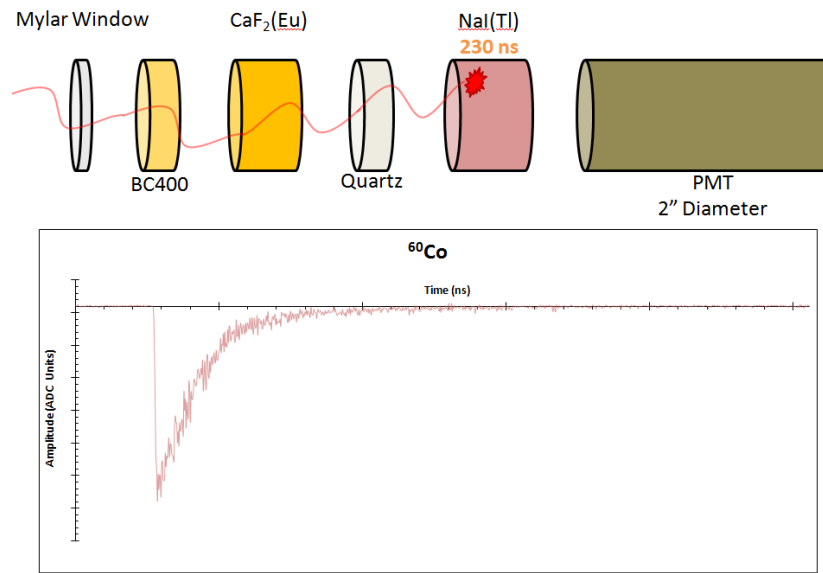 Mylar Window
CaF₂(Eu)
NaI(Tl)
230 ns
BC400
Quartz
PMT
2” Diameter
⁶⁰Co
Time (ns)
Amplitude(ADC Units)